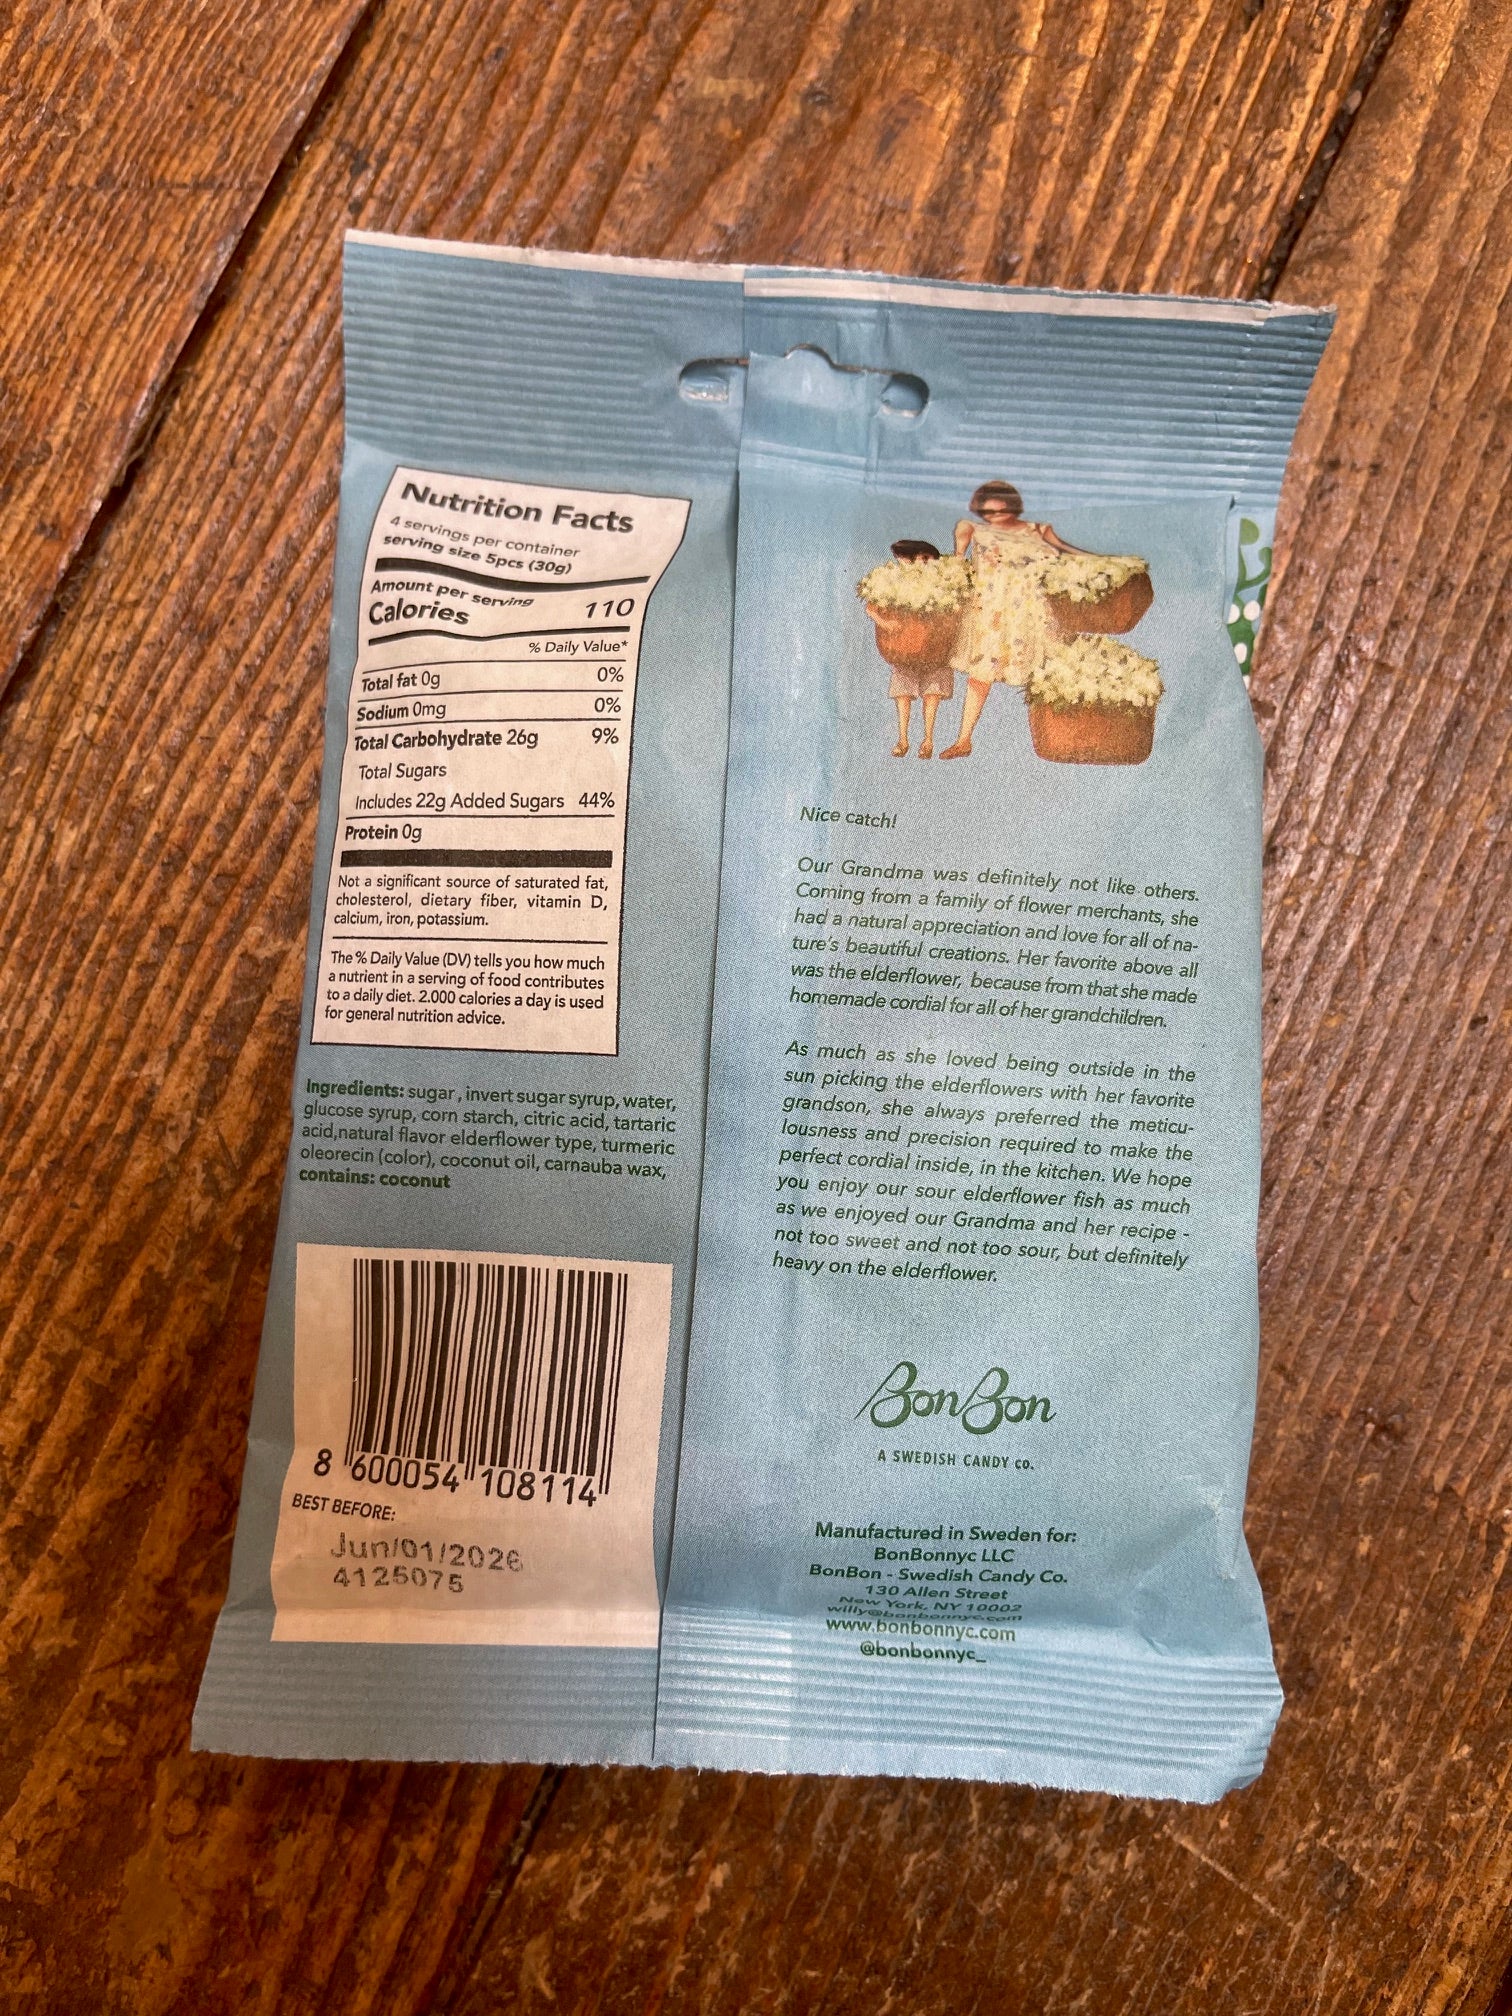 Nutrition Facts
4 servings per container
serving size 5pcs (30g)
Amount per serving
Calories 110
% Daily Value*
Total fat 0g 0%
Sodium 0mg 0%
Total Carbohydrate 26g 9%
Total Sugars
Includes 22g Added Sugars 44%
Protein 0g
Not a significant source of saturated fat,
cholesterol, dietary fiber, vitamin D,
calcium, iron, potassium.
The % Daily Value (DV) tells you how much
a nutrient in a serving of food contributes
to a daily diet. 2.000 calories a day is used
for general nutrition advice.
Ingredients: sugar, invert sugar syrup, water,
glucose syrup, corn starch, citric acid, tartaric
acid,natural flavor elderflower type, turmeric
oleorecin (color), coconut oil, carnauba wax,
contains: coconut
8 600054 108114
BEST BEFORE:
Jun/01/2026
4125075
Nice catch!
Our Grandma was definitely not like others.
Coming from a family of flower merchants, she
had a natural appreciation and love for all of na-
ture's beautiful creations. Her favorite above all
was the elderflower, because from that she made
homemade cordial for all of her grandchildren.
As much as she loved being outside in the
sun picking the elderflowers with her favorite
grandson, she always preferred the meticu-
lousness and precision required to make the
perfect cordial inside, in the kitchen. We hope
you enjoy our sour elderflower fish as much
as we enjoyed our Grandma and her recipe -
not too sweet and not too sour, but definitely
heavy on the elderflower.
BonBon
A SWEDISH CANDY CO.
Manufactured in Sweden for:
BonBonnyc LLC
BonBon - Swedish Candy Co.
130 Allen Street
New York, NY 10002
willy@bonbonnyc.com
www.bonbonnyc.com
@bonbonnyc_